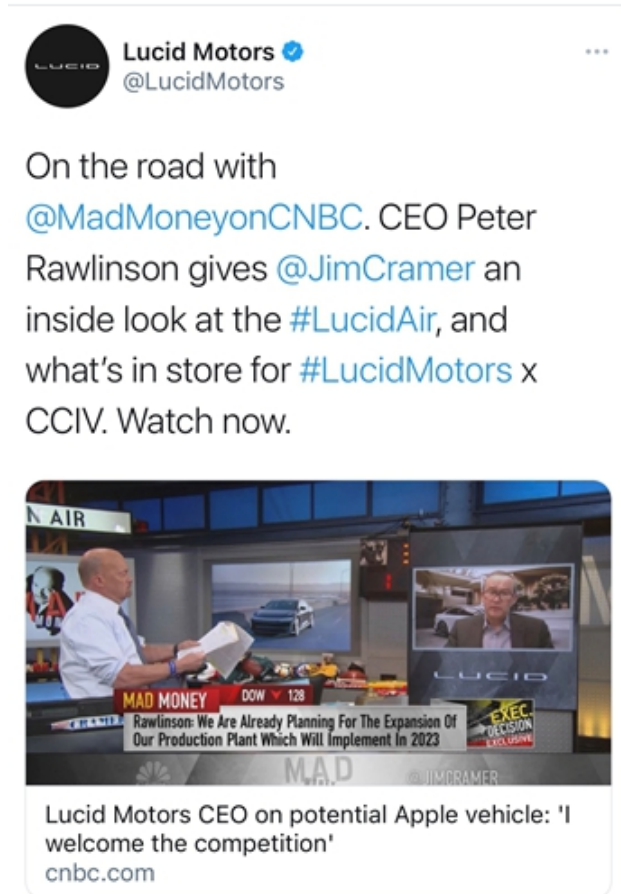 LUCID
Lucid Motors
@LucidMotors
On the road with
@MadMoneyonCNBC. CEO Peter
Rawlinson gives @JimCramer an
inside look at the #LucidAir, and
what's in store for #LucidMotors x
CCIV. Watch now.
N AIR
LUCID
MAD MONEY DOW ▼ 128
Rawlinson: We Are Already Planning For The Expansion Of
Our Production Plant Which Will Implement In 2023
EXEC.
DECISION
EXCLUSIVE
CRAMER
MAD
@JIMCRAMER
Lucid Motors CEO on potential Apple vehicle: 'I
welcome the competition'
cnbc.com